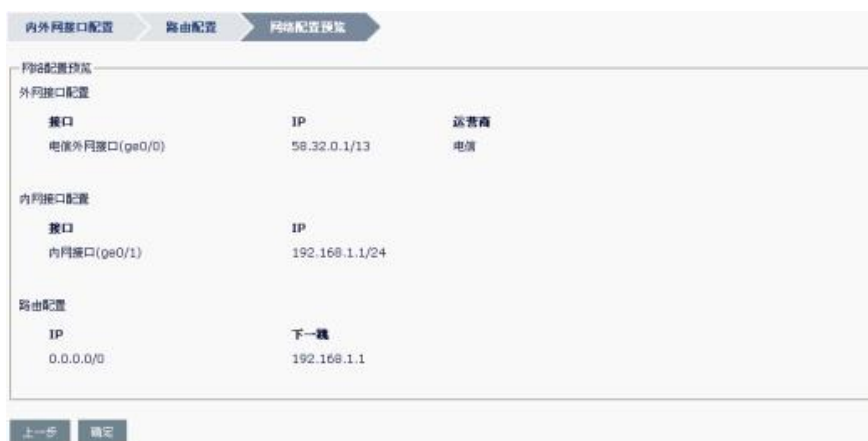 内外网接口配置 路由配置 网络配置预览
网络配置预览
外网接口配置
接口 IP 运营商
电信外网接口(ge0/0) 58.32.0.1/13 电信
内网接口配置
接口 IP
内网接口(ge0/1) 192.168.1.1/24
路由配置
IP 下一跳
0.0.0.0/0 192.168.1.1
上一步 确定